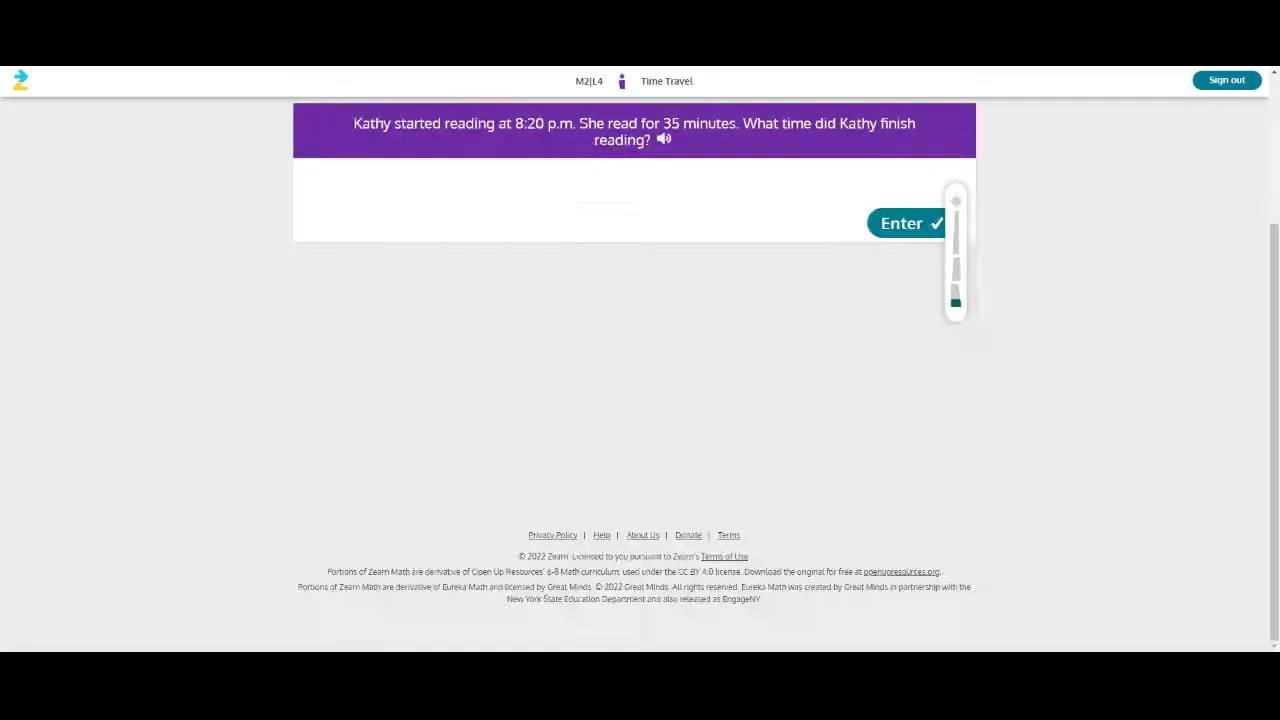 M2|L4 Time Travel Sign out
Kathy started reading at 8:20 p.m. She read for 35 minutes. What time did Kathy finish
reading?
Enter
Privacy Policy | Help | About Us | Donate | Terms
© 2022 Zearn. Licensed to you pursuant to Zearn's Terms of Use
Portions of Zearn Math are derivative of Open Up Resources' 6-8 Math curriculum, used under the CC BY 4.0 license. Download the original for free at openupresources.org.
Portions of Zearn Math are derivative of Eureka Math and licensed by Great Minds. © 2022 Great Minds. All rights reserved. Eureka Math was created by Great Minds in partnership with the
New York State Education Department and also released as EngageNY